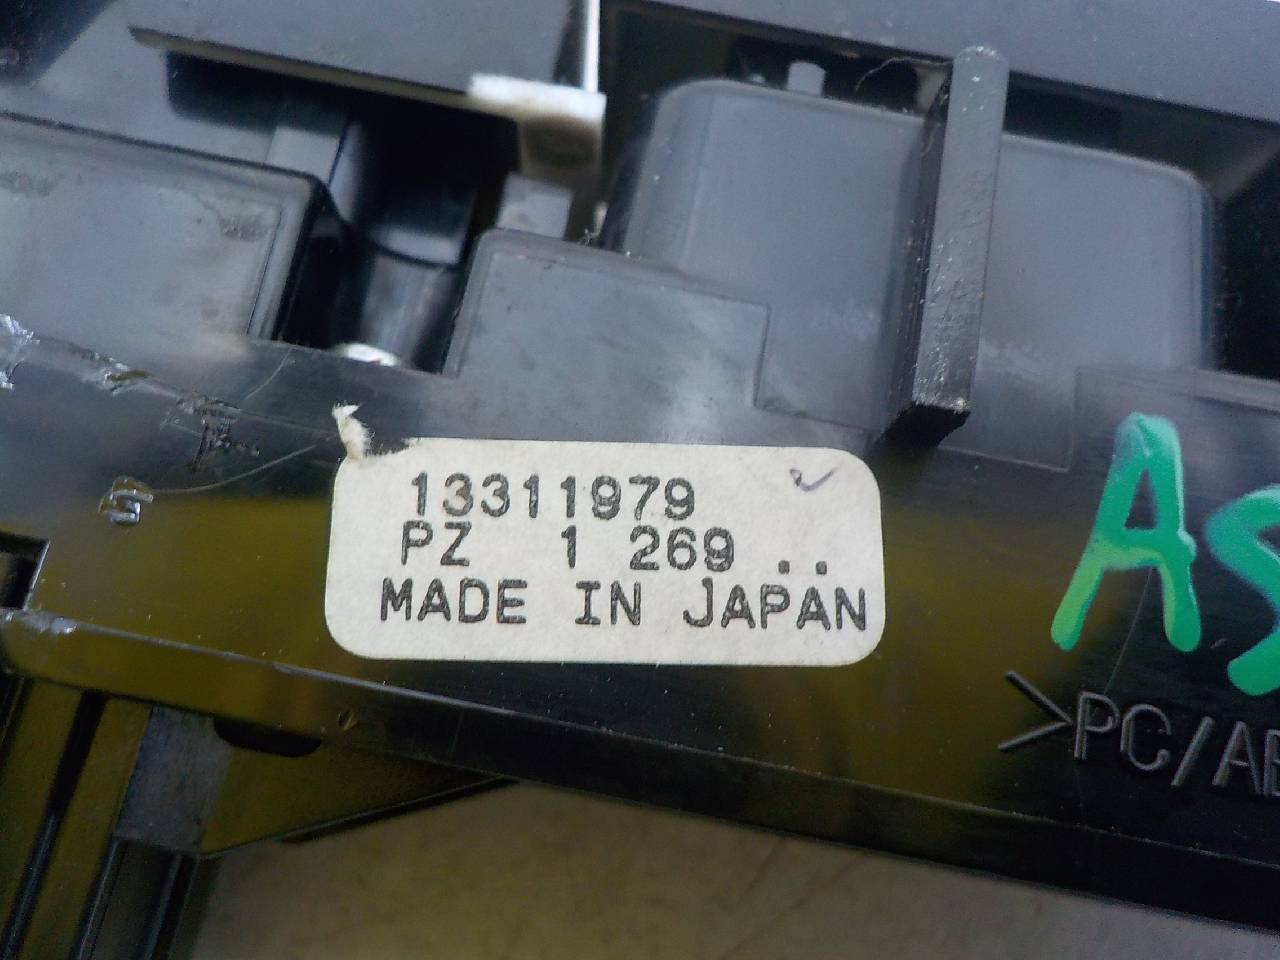 13311979
PZ 1 269 ..
MADE IN JAPAN
AS
>PC/AB